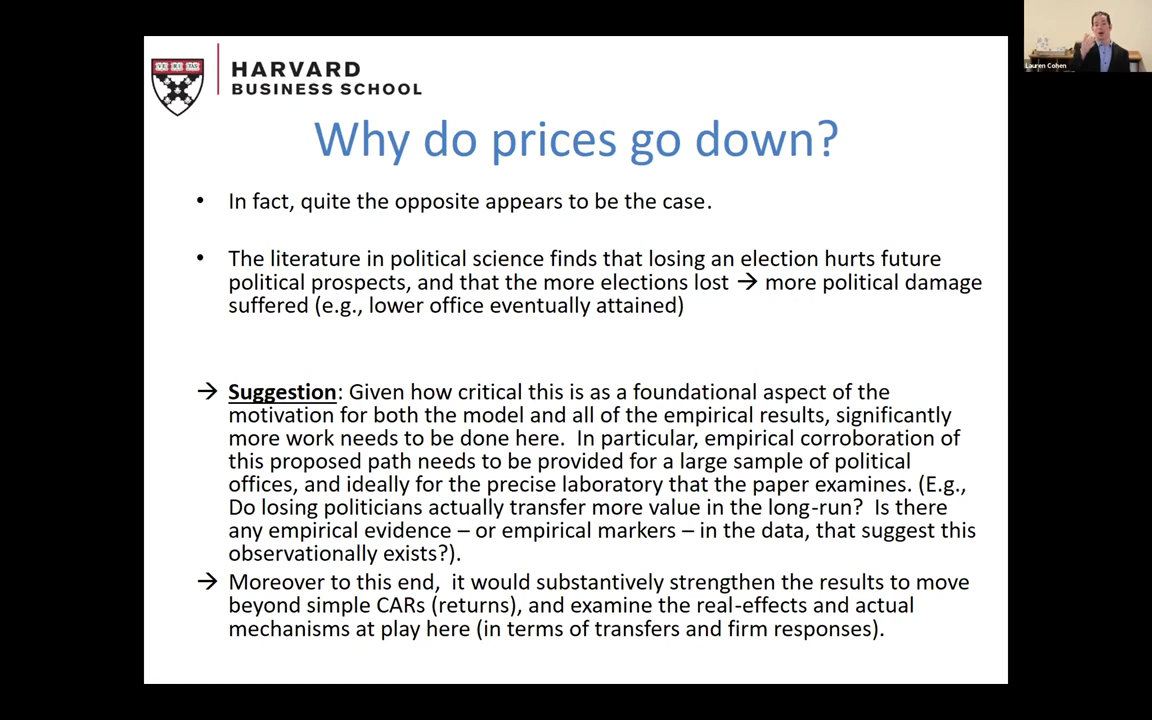 VE RI TAS
HARVARD
BUSINESS SCHOOL
Lauren Cohen
Why do prices go down?
• In fact, quite the opposite appears to be the case.
• The literature in political science finds that losing an election hurts future
political prospects, and that the more elections lost → more political damage
suffered (e.g., lower office eventually attained)
→ Suggestion: Given how critical this is as a foundational aspect of the
motivation for both the model and all of the empirical results, significantly
more work needs to be done here. In particular, empirical corroboration of
this proposed path needs to be provided for a large sample of political
offices, and ideally for the precise laboratory that the paper examines. (E.g.,
Do losing politicians actually transfer more value in the long-run? Is there
any empirical evidence – or empirical markers – in the data, that suggest this
observationally exists?).
→ Moreover to this end, it would substantively strengthen the results to move
beyond simple CARs (returns), and examine the real-effects and actual
mechanisms at play here (in terms of transfers and firm responses).